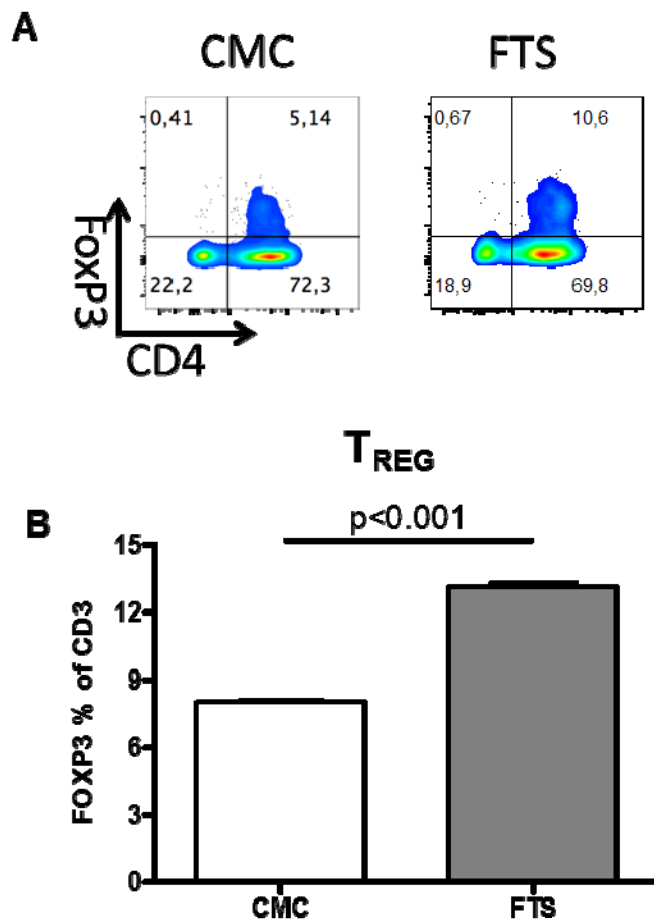 A
CMC
FTS
0,41
5,14
0,67
10,6
22,2
72,3
18,9
69,8
FoxP3
CD4
T_REG
B
p<0.001
15
12
9
6
3
0
FOXP3 % of CD3
CMC
FTS